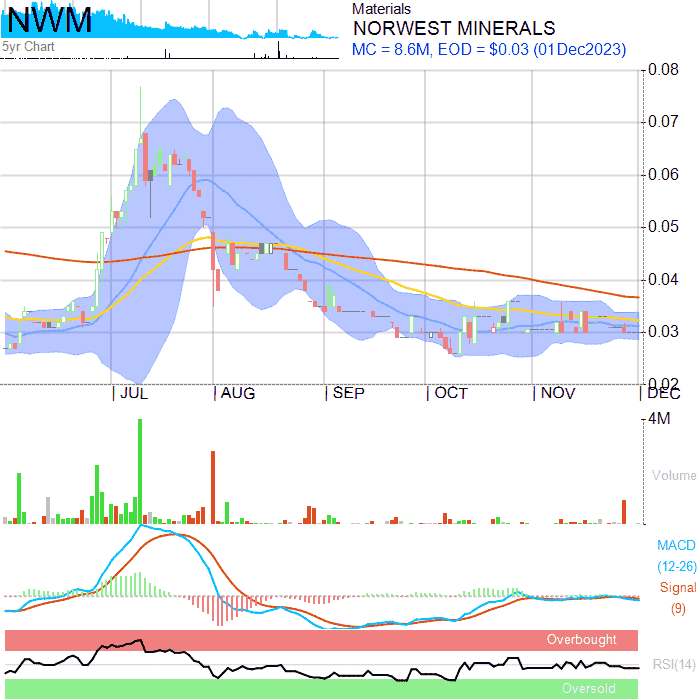 NWM
5yr Chart
Materials
NORWEST MINERALS
MC = 8.6M, EOD = $0.03 (01Dec2023)
0.08
0.07
0.06
0.05
0.04
0.03
0.02
JUL
AUG
SEP
OCT
NOV
DEC
4M
Volume
MACD
(12-26)
Signal
(9)
Overbought
RSI(14)
Oversold